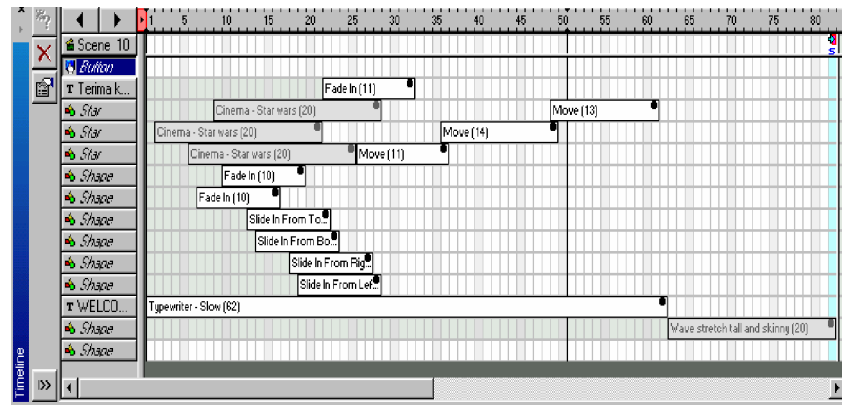 1 5 10 15 20 25 30 35 40 45 50 55 60 65 70 75 80
Scene 10
S
Button
T Terima k... Fade In (11)
Star Cinema - Star wars (20) Move (13)
Star Cinema - Star wars (20) Move (14)
Star Cinema - Star wars (20) Move (11)
Shape Fade In (10)
Shape Fade In (10)
Shape Slide In From To...
Shape Slide In From Bo...
Shape Slide In From Rig...
Shape Slide In From Lef...
T WELCO... Typewriter - Slow (62)
Shape Wave stretch tall and skinny (20)
Shape
Timeline